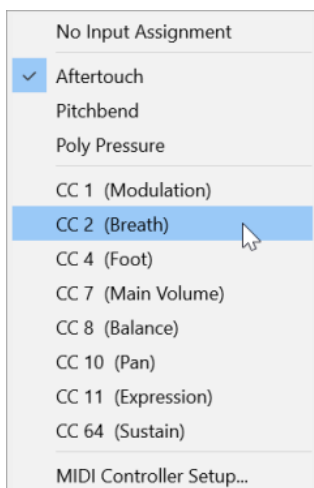 No Input Assignment
Aftertouch
Pitchbend
Poly Pressure
CC 1 (Modulation)
CC 2 (Breath)
CC 4 (Foot)
CC 7 (Main Volume)
CC 8 (Balance)
CC 10 (Pan)
CC 11 (Expression)
CC 64 (Sustain)
MIDI Controller Setup...